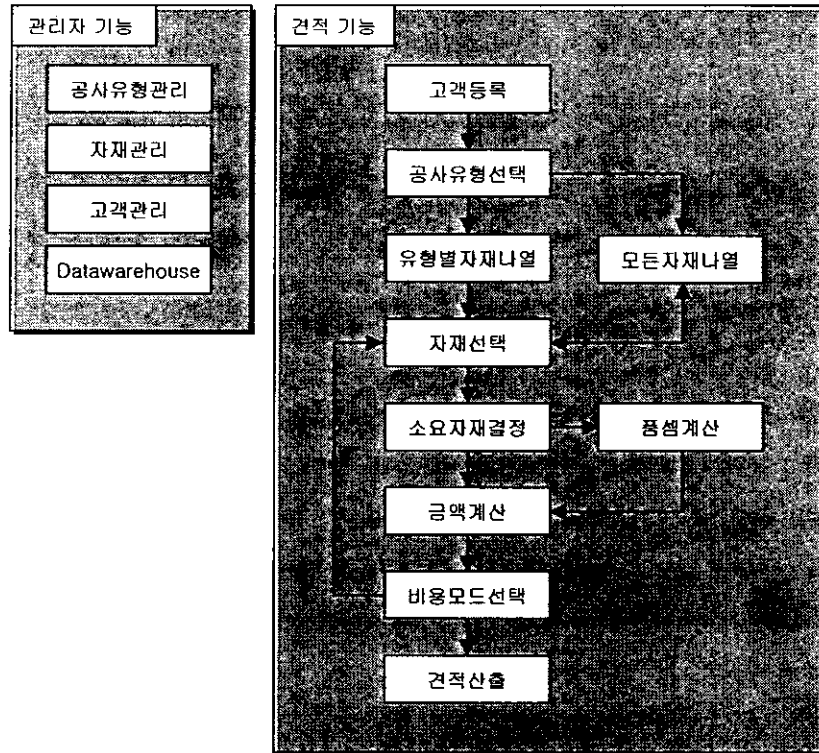 관리자 기능
공사유형관리
자재관리
고객관리
Datawarehouse
견적 기능
고객등록
공사유형선택
유형별자재나열
모든자재나열
자재선택
소요자재결정
품셈계산
금액계산
비용모드선택
견적산출